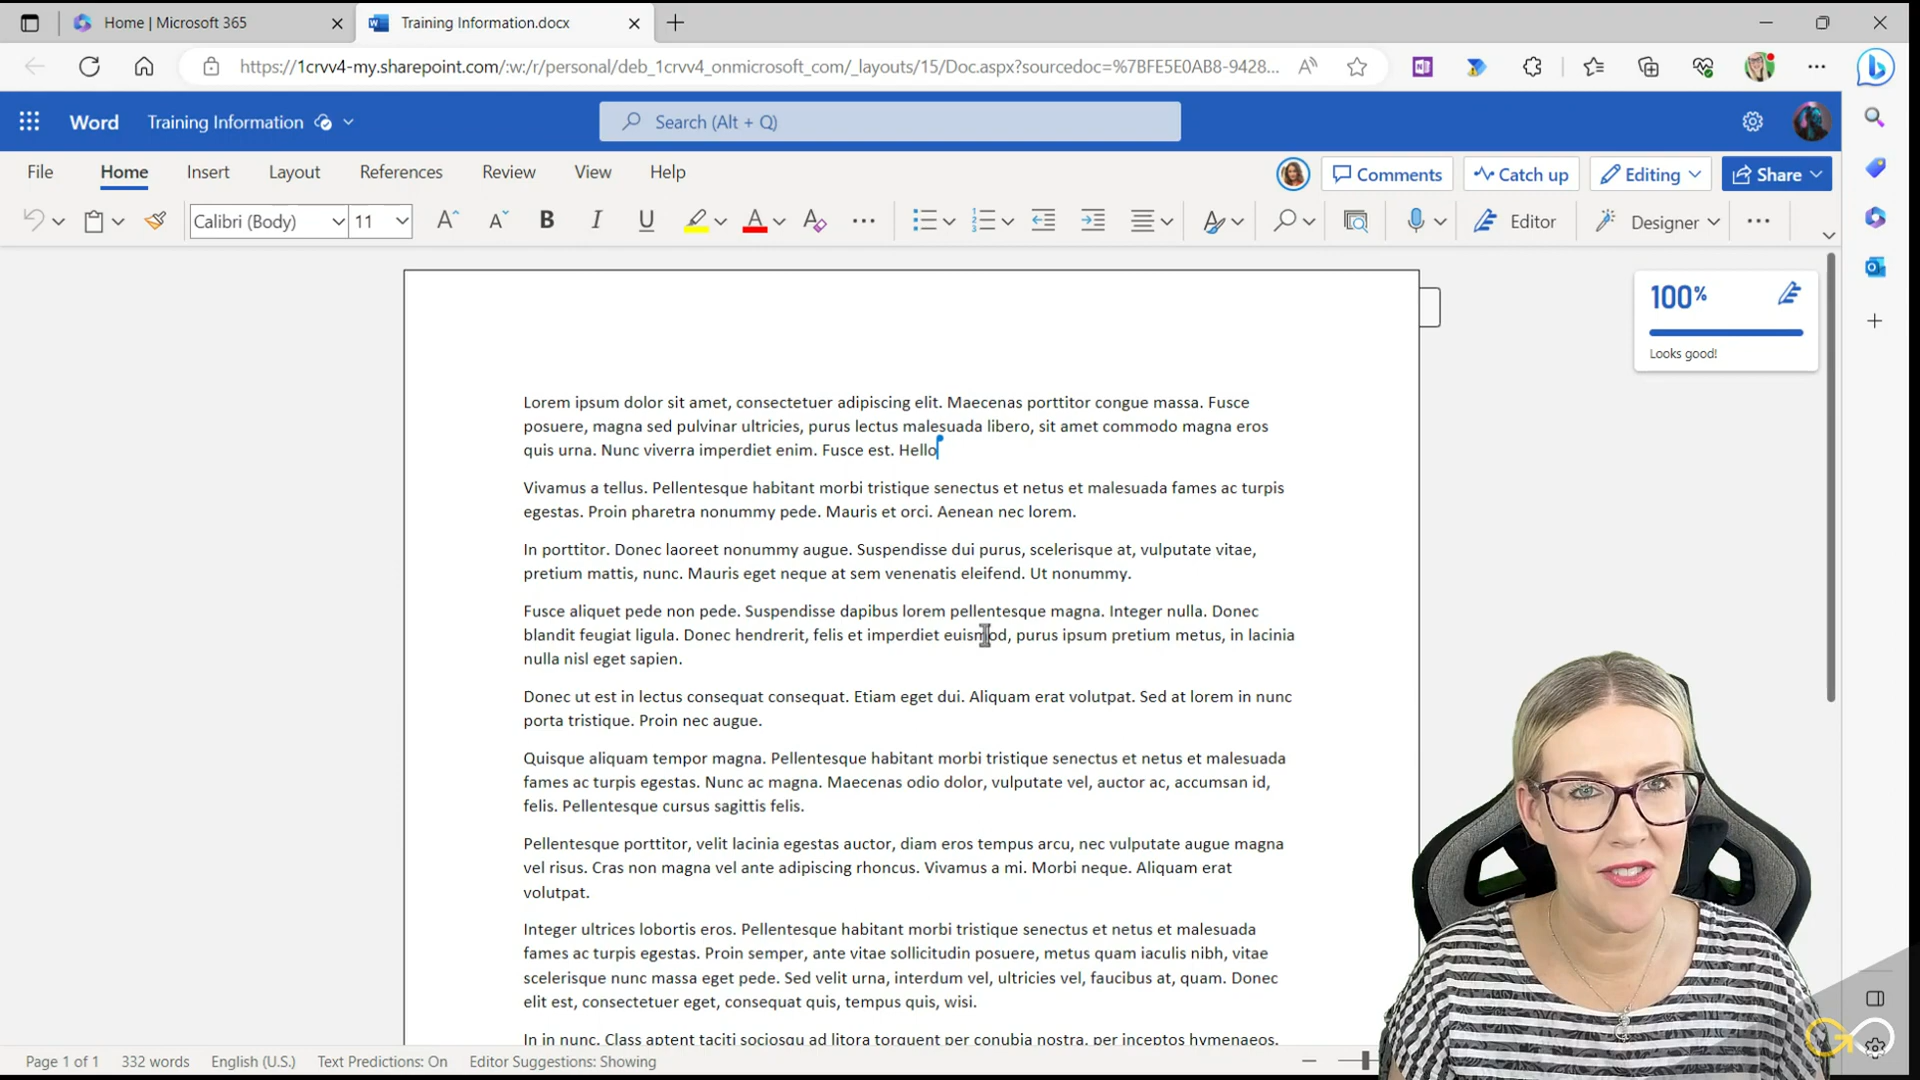 Home | Microsoft 365
Training Information.docx
https://1crvv4-my.sharepoint.com/:w:/r/personal/deb_1crvv4_onmicrosoft_com/_layouts/15/Doc.aspx?sourcedoc=%7BFE5E0AB8-9428...
Word
Training Information
Search (Alt + Q)
File
Home
Insert
Layout
References
Review
View
Help
Comments
Catch up
Editing
Share
Calibri (Body)
11
Editor
Designer
100%
Looks good!
Lorem ipsum dolor sit amet, consectetuer adipiscing elit. Maecenas porttitor congue massa. Fusce
posuere, magna sed pulvinar ultricies, purus lectus malesuada libero, sit amet commodo magna eros
quis urna. Nunc viverra imperdiet enim. Fusce est. Hello
Vivamus a tellus. Pellentesque habitant morbi tristique senectus et netus et malesuada fames ac turpis
egestas. Proin pharetra nonummy pede. Mauris et orci. Aenean nec lorem.
In porttitor. Donec laoreet nonummy augue. Suspendisse dui purus, scelerisque at, vulputate vitae,
pretium mattis, nunc. Mauris eget neque at sem venenatis eleifend. Ut nonummy.
Fusce aliquet pede non pede. Suspendisse dapibus lorem pellentesque magna. Integer nulla. Donec
blandit feugiat ligula. Donec hendrerit, felis et imperdiet euismod, purus ipsum pretium metus, in lacinia
nulla nisl eget sapien.
Donec ut est in lectus consequat consequat. Etiam eget dui. Aliquam erat volutpat. Sed at lorem in nunc
porta tristique. Proin nec augue.
Quisque aliquam tempor magna. Pellentesque habitant morbi tristique senectus et netus et malesuada
fames ac turpis egestas. Nunc ac magna. Maecenas odio dolor, vulputate vel, auctor ac, accumsan id,
felis. Pellentesque cursus sagittis felis.
Pellentesque porttitor, velit lacinia egestas auctor, diam eros tempus arcu, nec vulputate augue magna
vel risus. Cras non magna vel ante adipiscing rhoncus. Vivamus a mi. Morbi neque. Aliquam erat
volutpat.
Integer ultrices lobortis eros. Pellentesque habitant morbi tristique senectus et netus et malesuada
fames ac turpis egestas. Proin semper, ante vitae sollicitudin posuere, metus quam iaculis nibh, vitae
scelerisque nunc massa eget pede. Sed velit urna, interdum vel, ultricies vel, faucibus at, quam. Donec
elit est, consectetuer eget, consequat quis, tempus quis, wisi.
In in nunc. Class aptent taciti sociosqu ad litora torquent per conubia nostra, per inceptos hymenaeos.
Page 1 of 1
332 words
English (U.S.)
Text Predictions: On
Editor Suggestions: Showing